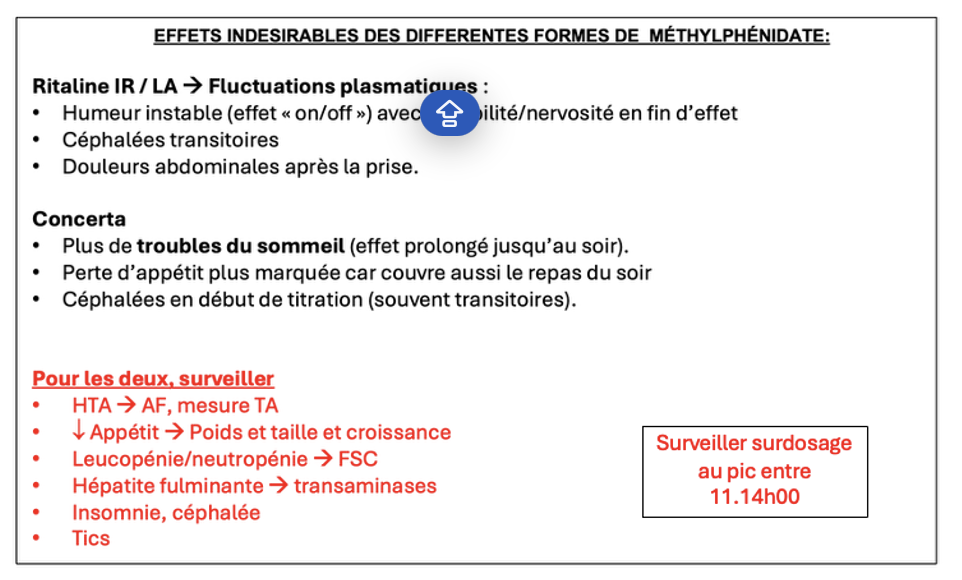 EFFETS INDESIRABLES DES DIFFERENTES FORMES DE MÉTHYLPHÉNIDATE:
Ritaline IR / LA → Fluctuations plasmatiques :
• Humeur instable (effet « on/off ») avec /nervosité en fin d'effet
• Céphalées transitoires
• Douleurs abdominales après la prise.
Concerta
• Plus de troubles du sommeil (effet prolongé jusqu'au soir).
• Perte d'appétit plus marquée car couvre aussi le repas du soir
• Céphalées en début de titration (souvent transitoires).
Pour les deux, surveiller
• HTA → AF, mesure TA
• ↓ Appétit → Poids et taille et croissance
• Leucopénie/neutropénie → FSC
• Hépatite fulminante → transaminases
• Insomnie, céphalée
• Tics
Surveiller surdosage
au pic entre
11.14h00